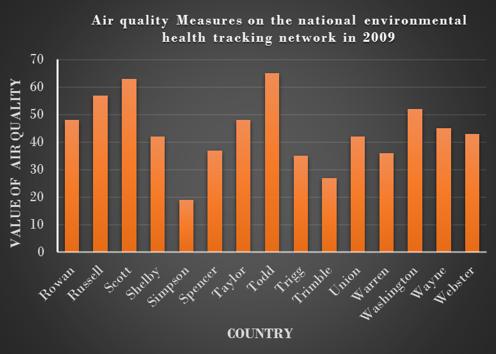 Air quality Measures on the national environmental
health tracking network in 2009
VALUE OF AIR QUALITY
70
60
50
40
30
20
10
0
Rowan
Russell
Scott
Shelby
Simpson
Spencer
Taylor
Todd
Trigg
Trimble
Union
Warren
Washington
Wayne
Webster
COUNTRY